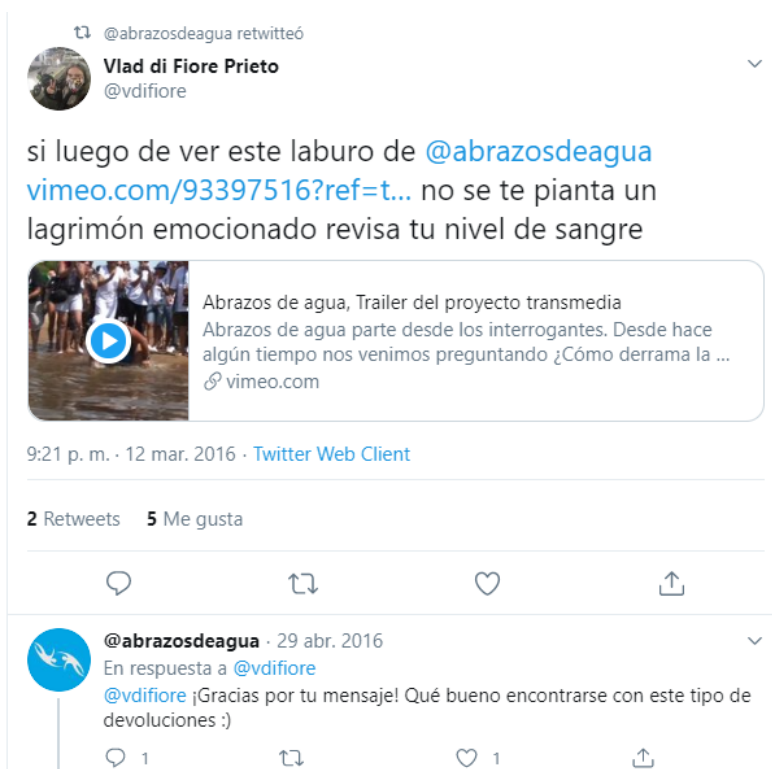 @abrazosdeagua retwitteó
Vlad di Fiore Prieto
@vdifiore
si luego de ver este laburo de @abrazosdeagua
vimeo.com/93397516?ref=t... no se te pianta un
lagrimón emocionado revisa tu nivel de sangre
Abrazos de agua, Trailer del proyecto transmedia
Abrazos de agua parte desde los interrogantes. Desde hace
algún tiempo nos venimos preguntando ¿Cómo derrama la ...
vimeo.com
9:21 p. m. · 12 mar. 2016 · Twitter Web Client
2 Retweets 5 Me gusta
@abrazosdeagua · 29 abr. 2016
En respuesta a @vdifiore
@vdifiore ¡Gracias por tu mensaje! Qué bueno encontrarse con este tipo de
devoluciones :)
1 1